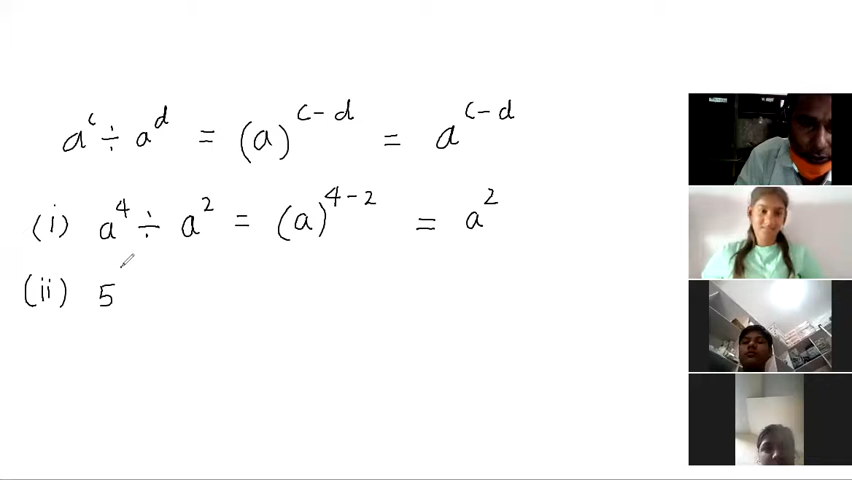 a^c ÷ a^d = (a)^(c-d) = a^(c-d)
(i) a^4 ÷ a^2 = (a)^(4-2) = a^2
(ii) 5